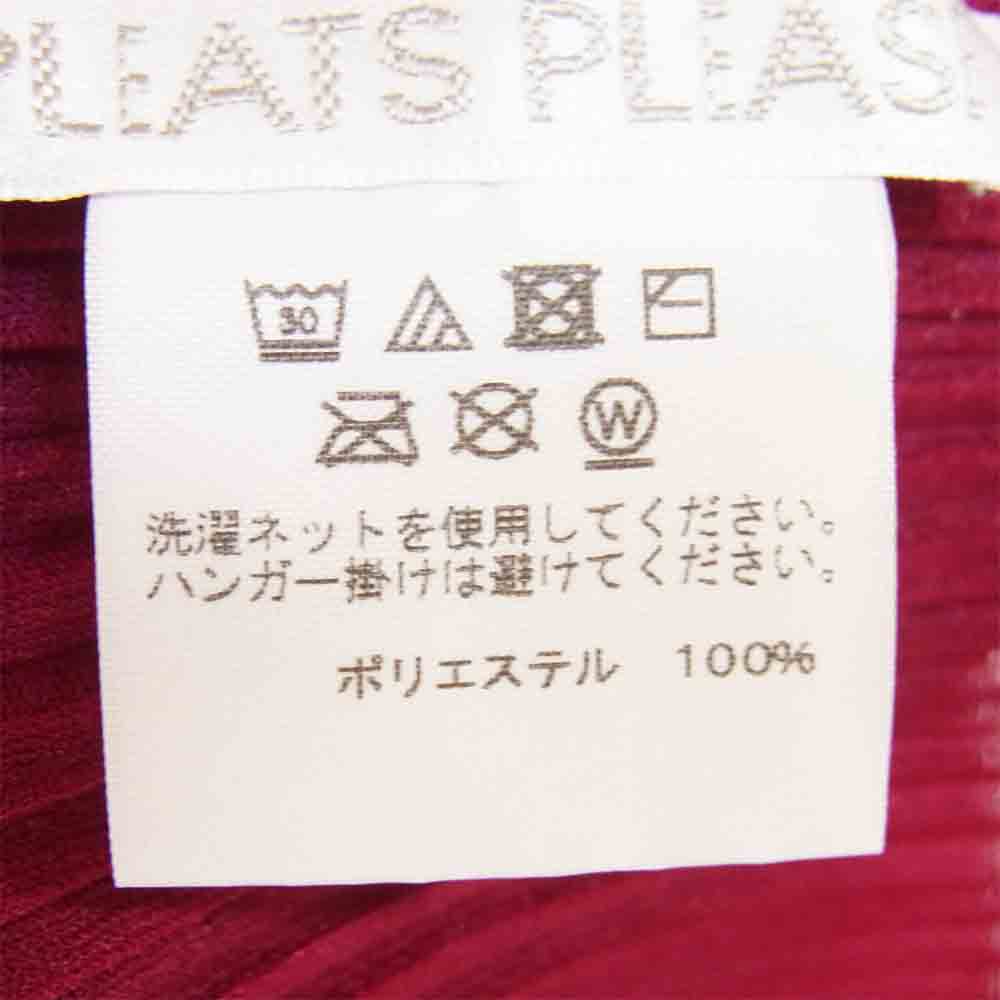 PLEATS PLEAS
30
W
洗濯ネットを使用してください。
ハンガー掛けは避けてください。
ポリエステル 100%